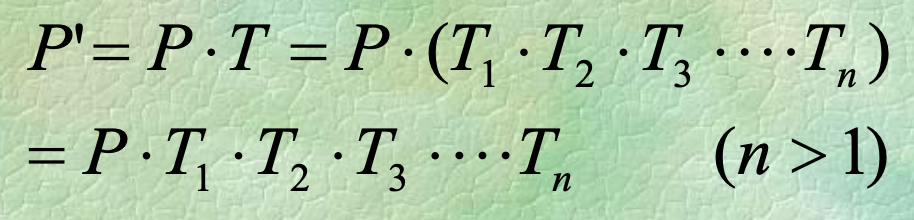 P' = P · T = P · (T₁ · T₂ · T₃ ···· Tₙ)
= P · T₁ · T₂ · T₃ ···· Tₙ (n > 1)